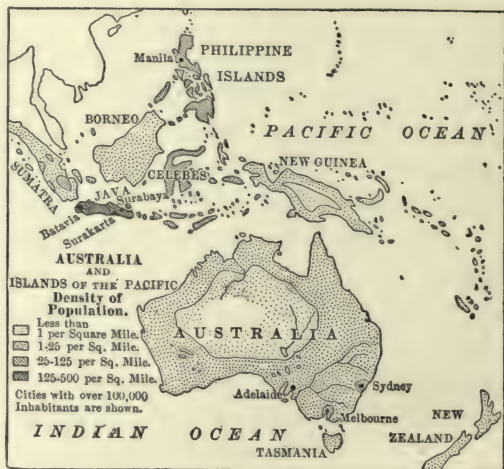 PHILIPPINE
Manila
ISLANDS
BORNEO
PACIFIC OCEAN
NEW GUINEA
SUMATRA
CELEBES
JAVA
Surabaya
Batavia
Surakarta
AUSTRALIA
AND
ISLANDS OF THE PACIFIC
Density of
Population.
Less than
1 per Square Mile.
1-25 per Sq. Mile.
25-125 per Sq. Mile.
125-500 per Sq. Mile.
Cities with over 100,000
Inhabitants are shown.
AUSTRALIA
Adelaide
Sydney
Melbourne
NEW
ZEALAND
INDIAN OCEAN
TASMANIA